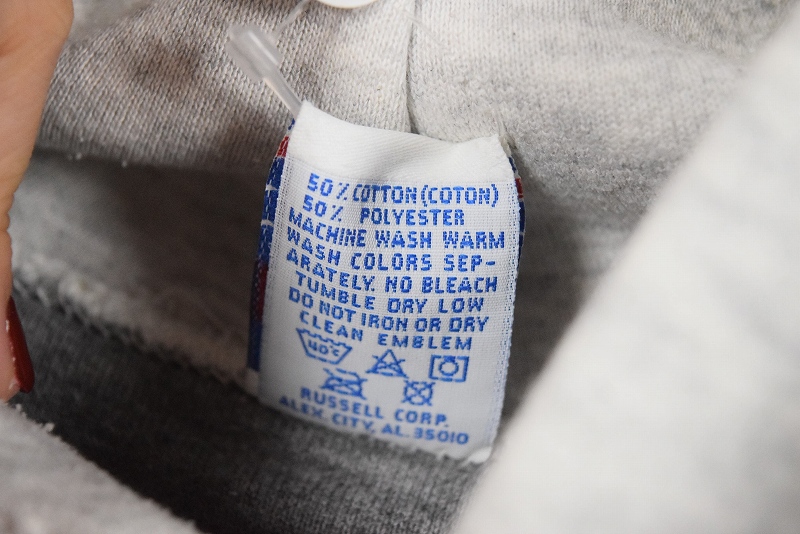 50% COTTON (COTON)
50% POLYESTER
MACHINE WASH WARM
WASH COLORS SEP-
ARATELY. NO BLEACH
TUMBLE DRY LOW
DO NOT IRON OR DRY
CLEAN EMBLEM
40°C
RUSSELL CORP.
ALEX CITY, AL. 35010